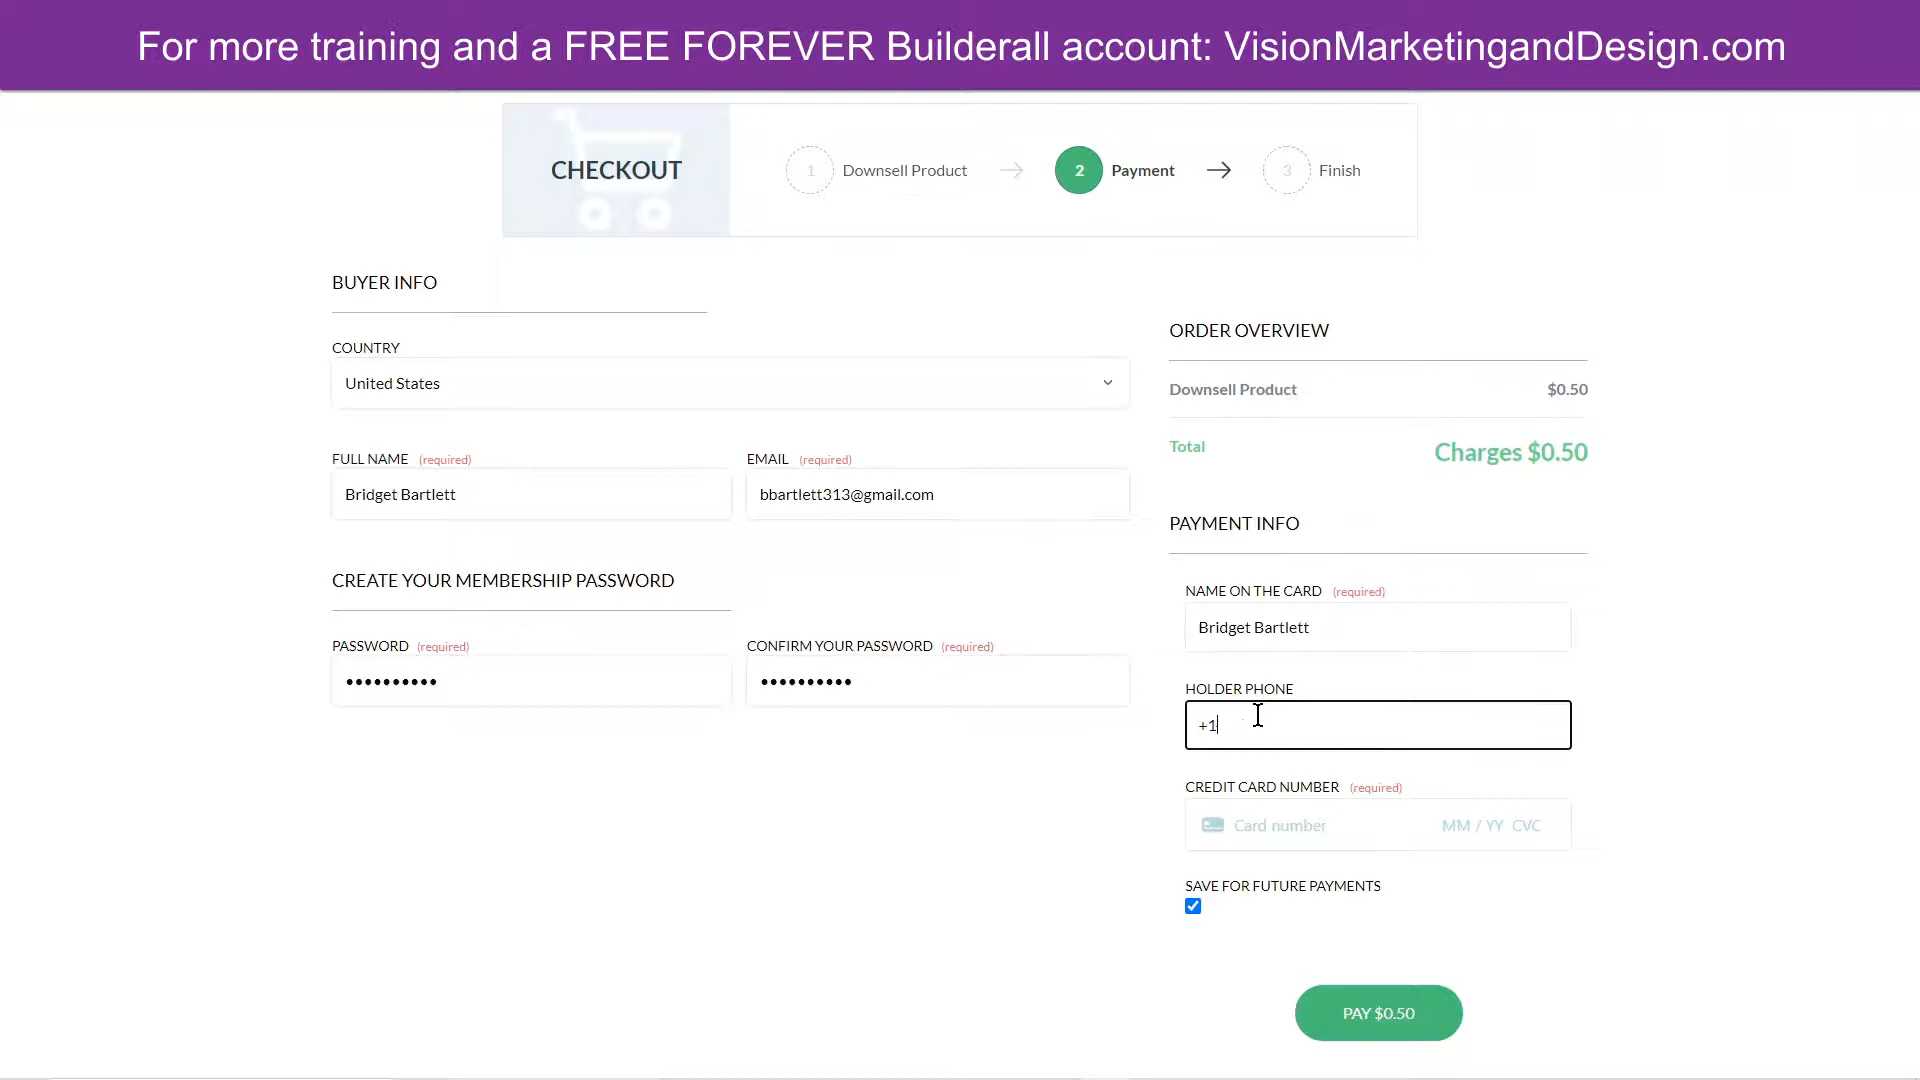 For more training and a FREE FOREVER Builderall account: VisionMarketingandDesign.com
CHECKOUT
1 Downsell Product
2 Payment
3 Finish
BUYER INFO
COUNTRY
United States
FULL NAME (required)
Bridget Bartlett
EMAIL (required)
bbartlett313@gmail.com
CREATE YOUR MEMBERSHIP PASSWORD
PASSWORD (required)
••••••••••
CONFIRM YOUR PASSWORD (required)
••••••••••
ORDER OVERVIEW
Downsell Product $0.50
Total Charges $0.50
PAYMENT INFO
NAME ON THE CARD (required)
Bridget Bartlett
HOLDER PHONE
+1
CREDIT CARD NUMBER (required)
Card number MM / YY CVC
SAVE FOR FUTURE PAYMENTS
PAY $0.50